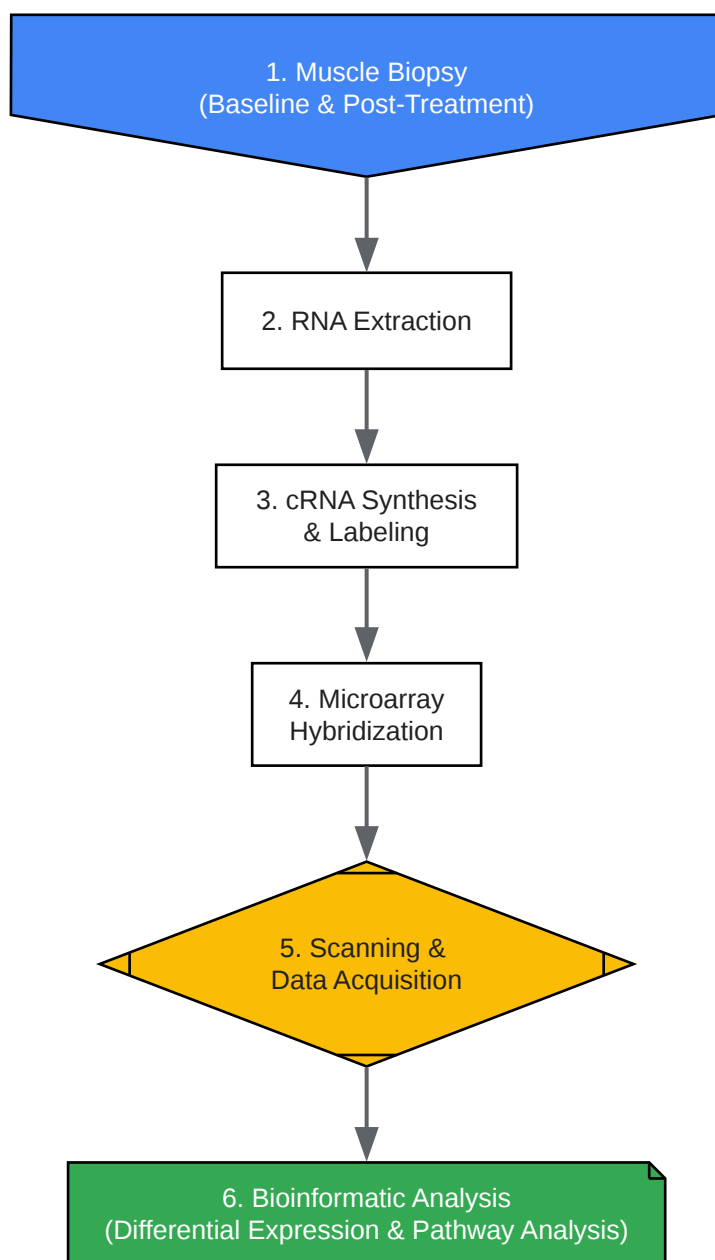 1. Muscle Biopsy
(Baseline & Post-Treatment)
2. RNA Extraction
3. cRNA Synthesis
& Labeling
4. Microarray
Hybridization
5. Scanning &
Data Acquisition
6. Bioinformatic Analysis
(Differential Expression & Pathway Analysis)